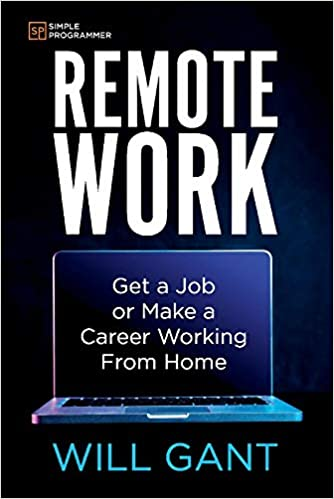 SP
SIMPLE
PROGRAMMER
REMOTE
WORK
Get a Job
or Make a
Career Working
From Home
WILL GANT